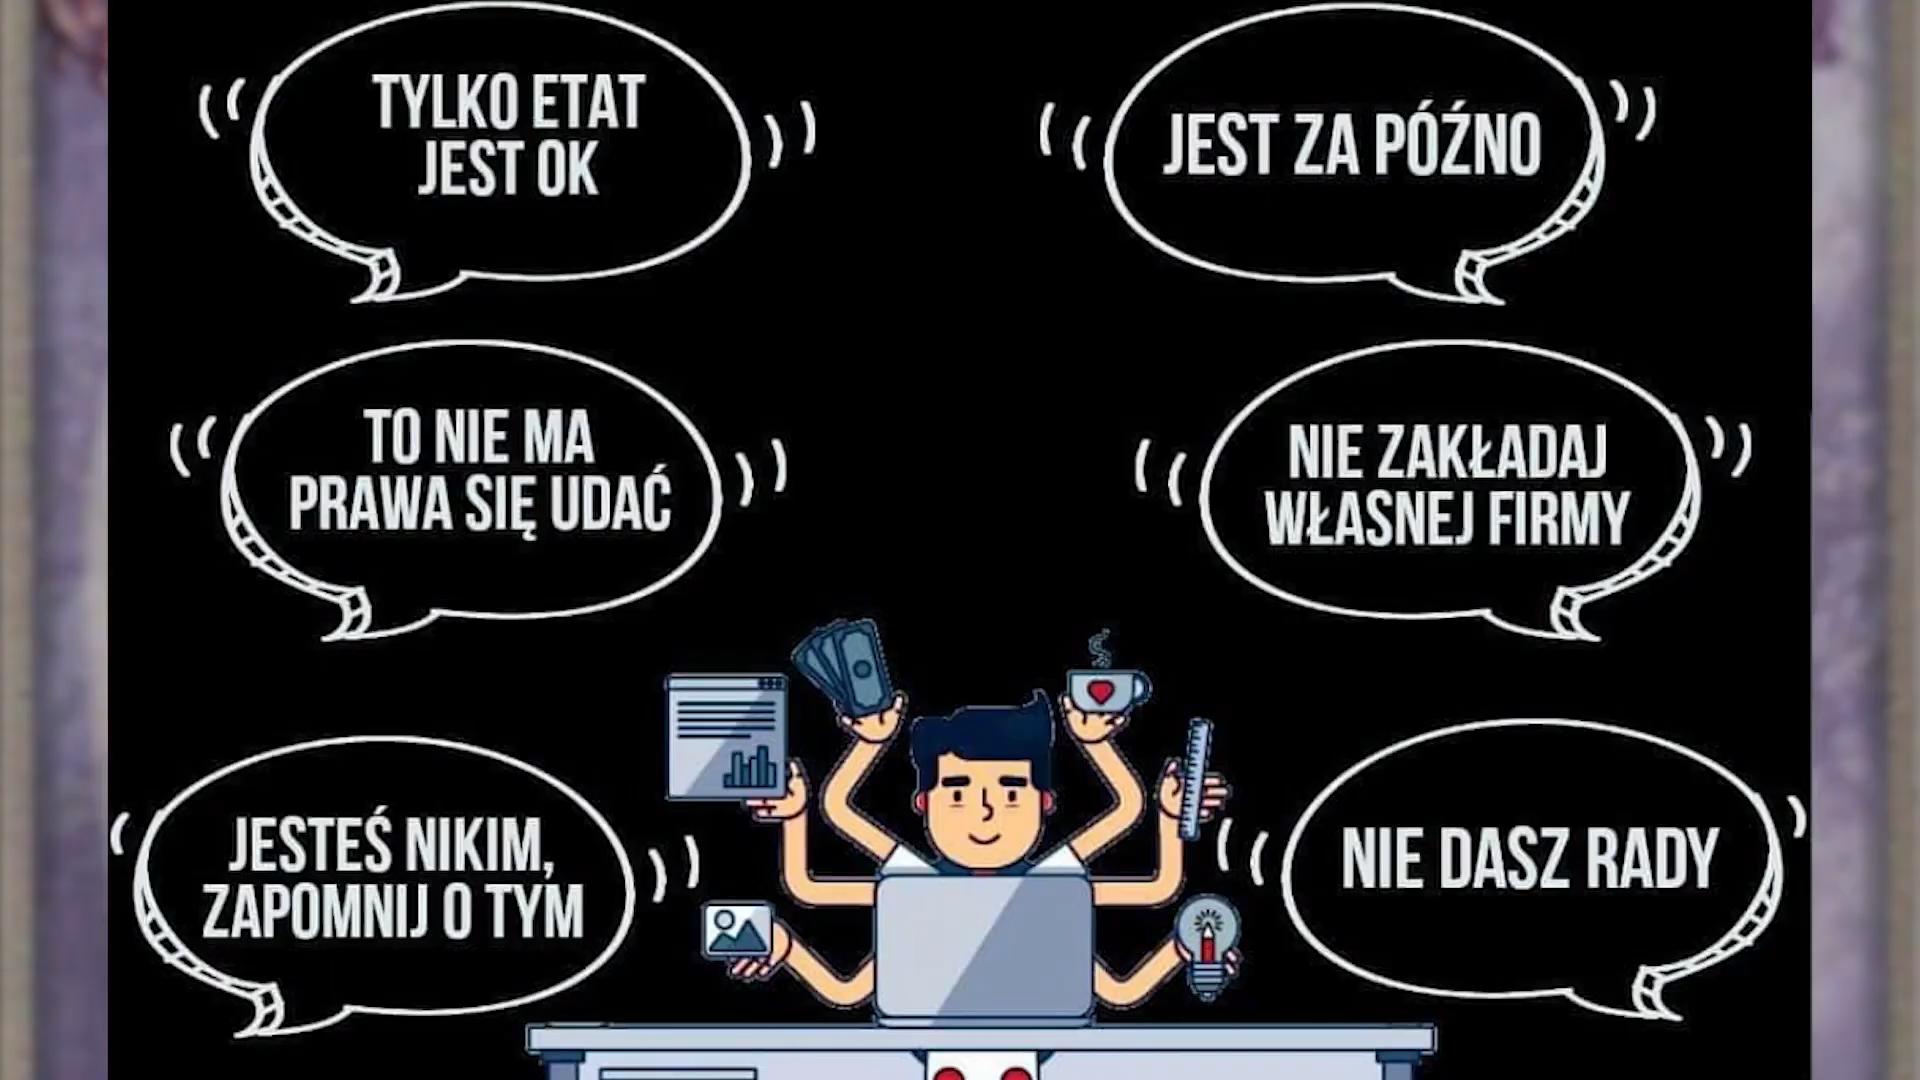 TYLKO ETAT
JEST OK
JEST ZA PÓŹNO
TO NIE MA
PRAWA SIĘ UDAĆ
NIE ZAKŁADAJ
WŁASNEJ FIRMY
JESTEŚ NIKIM,
ZAPOMNIJ O TYM
NIE DASZ RADY